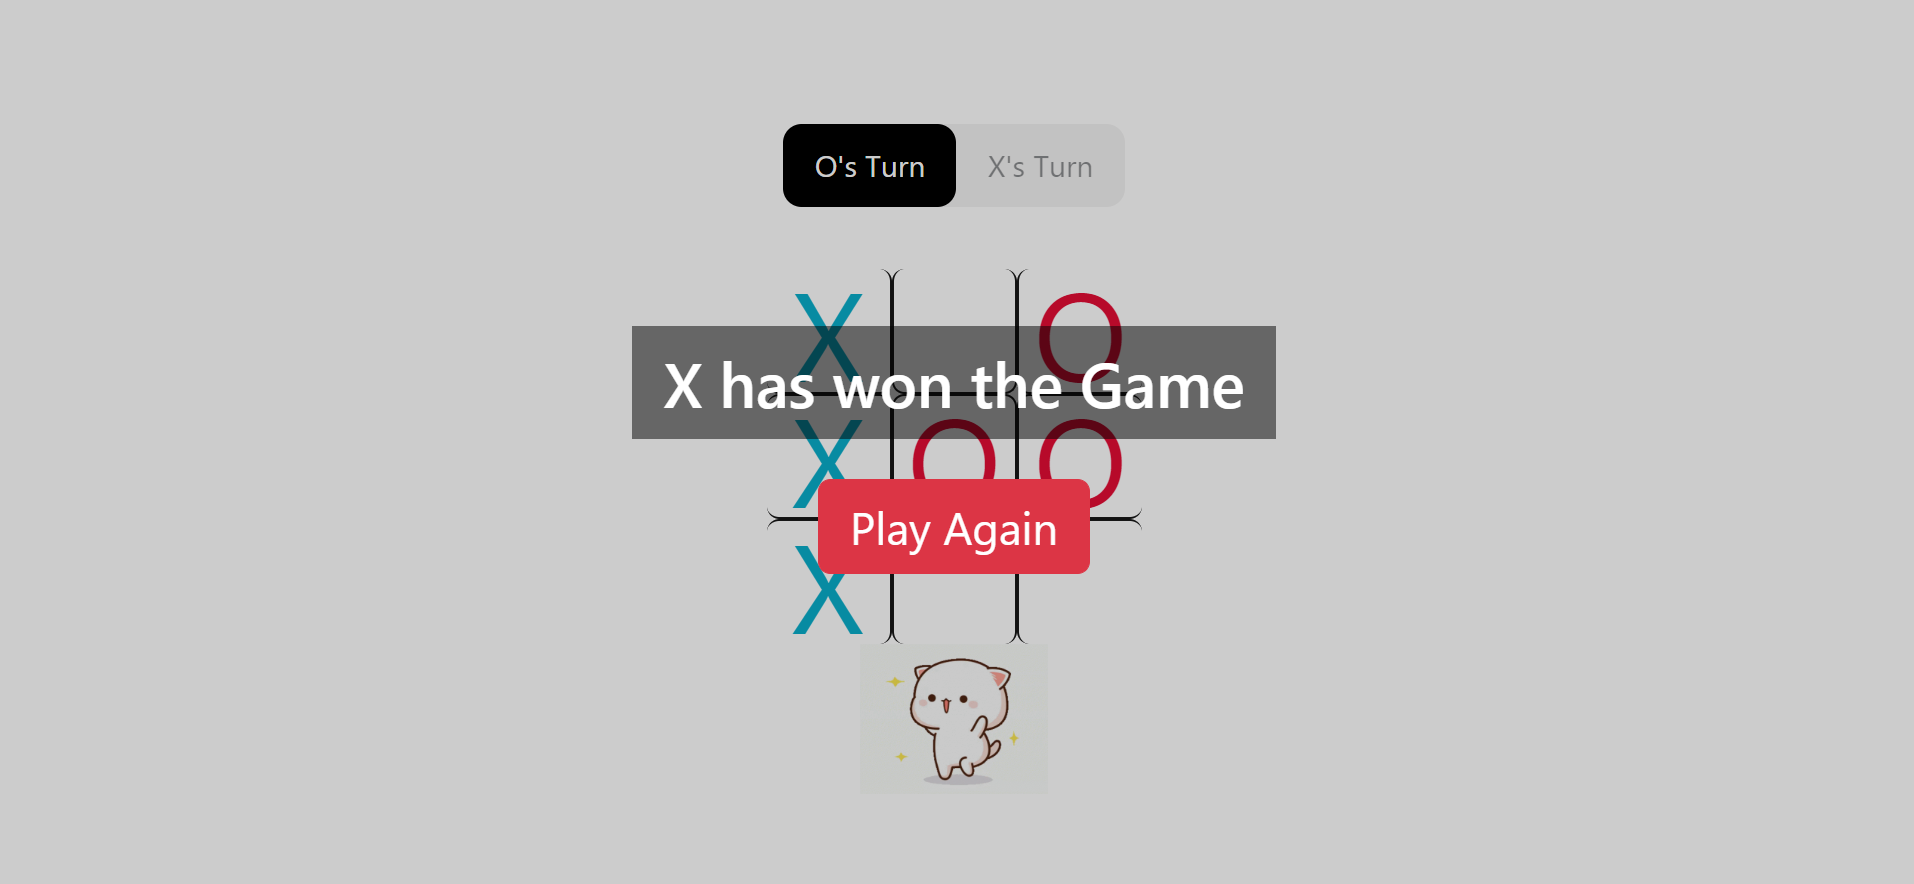 O's Turn X's Turn
X O
X has won the Game
X O O
Play Again
X